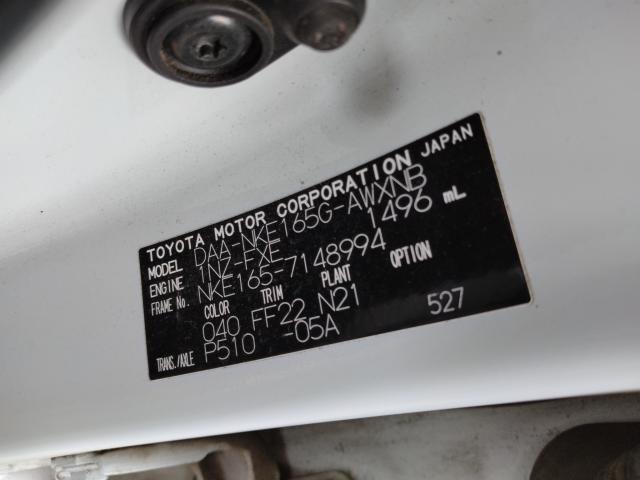 TOYOTA MOTOR CORPORATION JAPAN
MODEL DAA-NKE165G-AWXNB
ENGINE 1NZ-FXE 1496 mL
FRAME No. NKE165-7148994
COLOR TRIM PLANT OPTION
040 FF22 N21
TRANS./AXLE P510 -05A 527